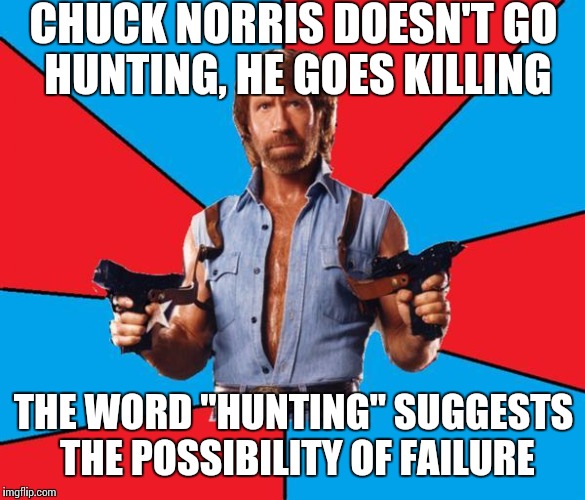 CHUCK NORRIS DOESN'T GO
HUNTING, HE GOES KILLING
THE WORD "HUNTING" SUGGESTS
THE POSSIBILITY OF FAILURE
imgflip.com